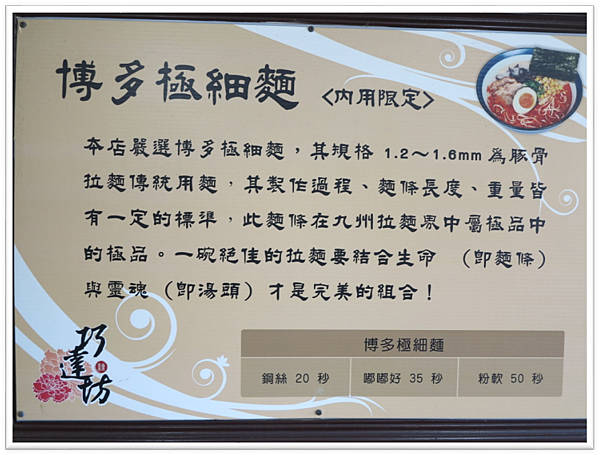 博多極細麵 <內用限定>
本店嚴選博多極細麵，其規格 1.2～1.6mm 為豚骨
拉麵傳統用麵，其製作過程、麵條長度、重量皆
有一定的標準，此麵條在九州拉麵界中屬極品中
的極品。一碗絕佳的拉麵要結合生命 （即麵條）
與靈魂（即湯頭）才是完美的組合！
巧達坊
博多極細麵
鋼絲 20 秒 嘟嘟好 35 秒 粉軟 50 秒